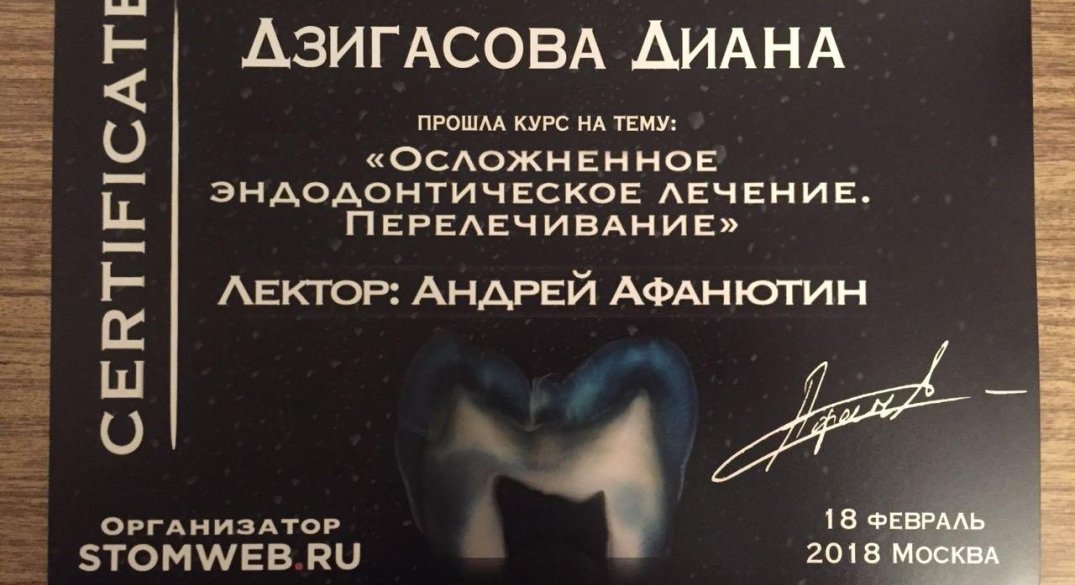 CERTIFICATE
Дзигасова Диана
прошла курс на тему:
«Осложненное
эндодонтическое лечение.
Перелечивание»
Лектор: Андрей Афанютин
Организатор
STOMWEB.RU
18 февраль
2018 Москва